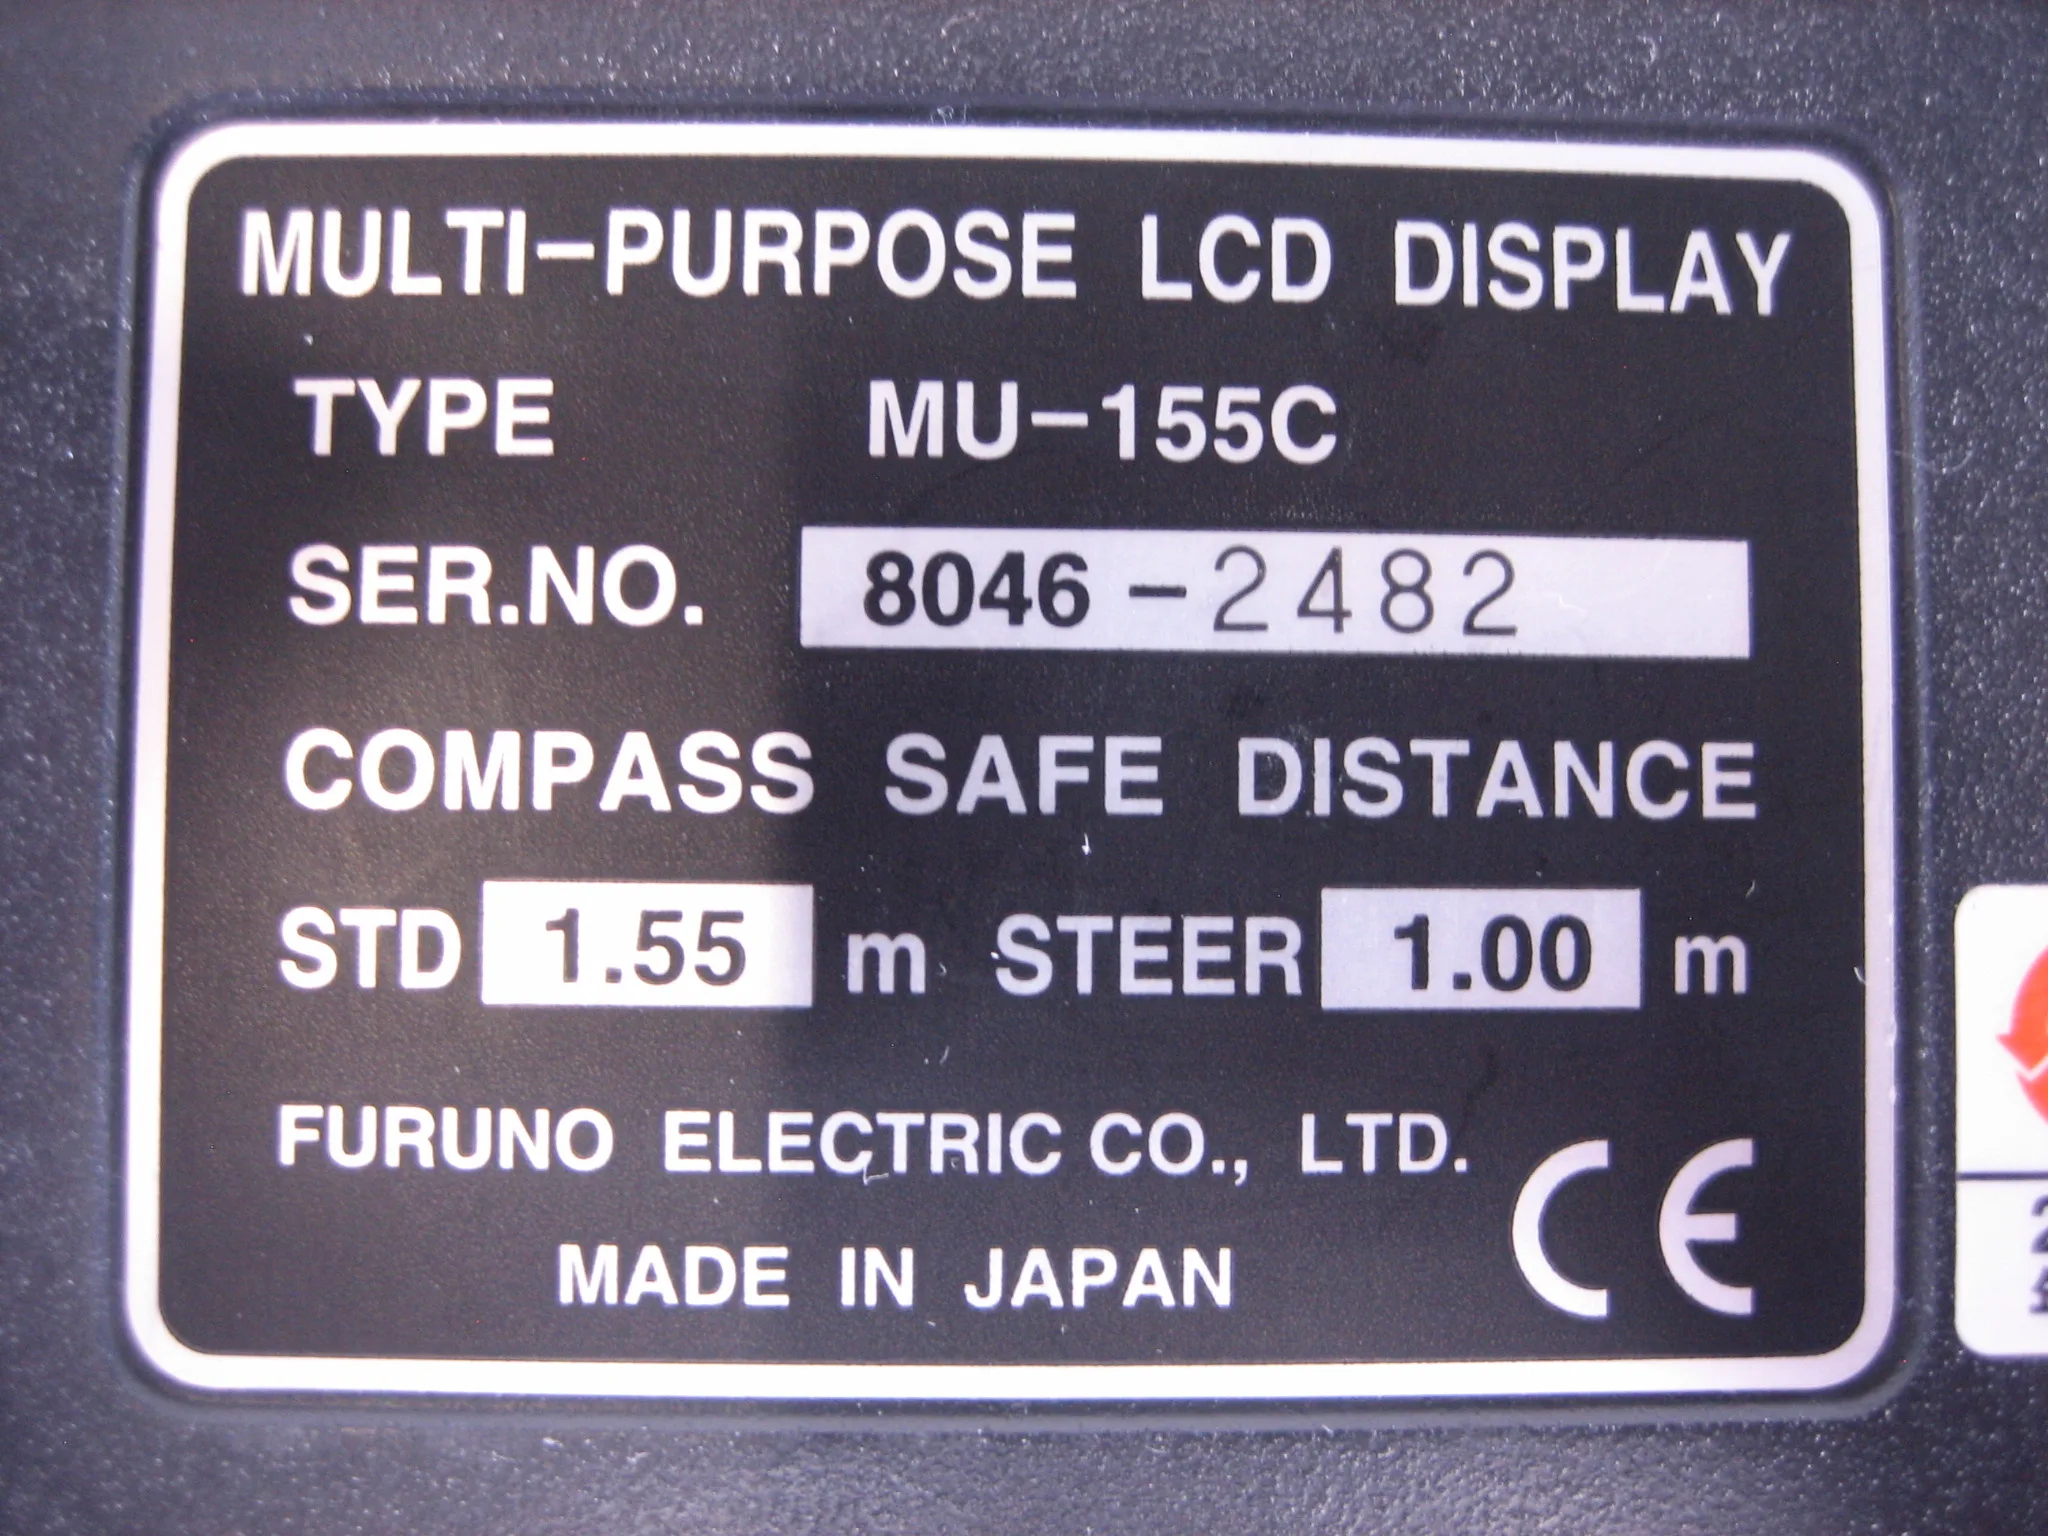 MULTI-PURPOSE LCD DISPLAY
TYPE MU-155C
SER.NO. 8046-2482
COMPASS SAFE DISTANCE
STD 1.55 m STEER 1.00 m
FURUNO ELECTRIC CO., LTD.
MADE IN JAPAN
CE